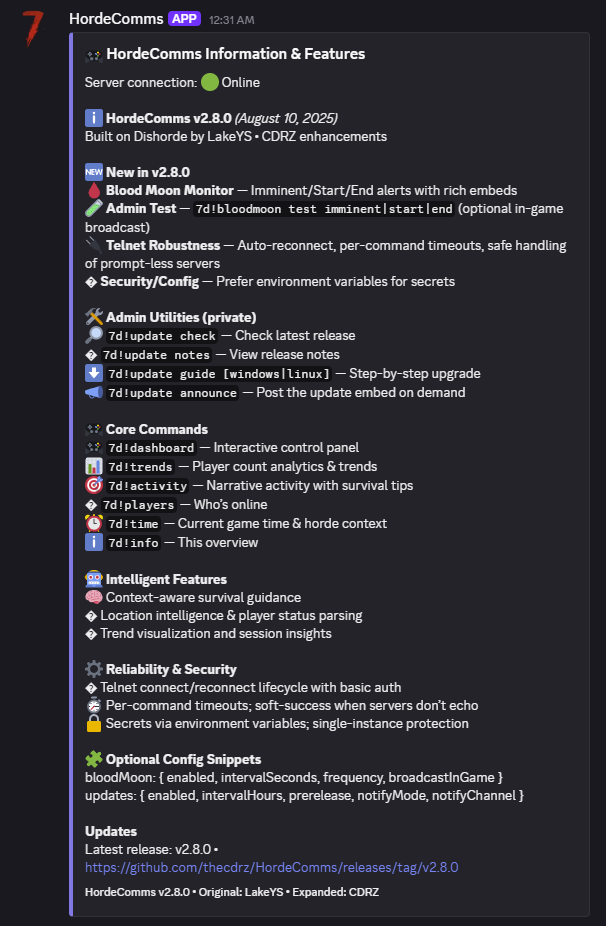 7
HordeComms APP 12:31 AM
🎮 HordeComms Information & Features
Server connection: 🟢 Online
ℹ️ HordeComms v2.8.0 (August 10, 2025)
Built on Dishorde by LakeYS • CDRZ enhancements
🆕 New in v2.8.0
🩸 Blood Moon Monitor — Imminent/Start/End alerts with rich embeds
🧪 Admin Test — 7d!bloodmoon test imminent|start|end (optional in-game
broadcast)
🔌 Telnet Robustness — Auto-reconnect, per-command timeouts, safe handling
of prompt-less servers
� Security/Config — Prefer environment variables for secrets
🛠️ Admin Utilities (private)
🔎 7d!update check — Check latest release
� 7d!update notes — View release notes
⬇️ 7d!update guide [windows|linux] — Step-by-step upgrade
📣 7d!update announce — Post the update embed on demand
🎮 Core Commands
🎮 7d!dashboard — Interactive control panel
📊 7d!trends — Player count analytics & trends
🎯 7d!activity — Narrative activity with survival tips
� 7d!players — Who’s online
⏰ 7d!time — Current game time & horde context
ℹ️ 7d!info — This overview
🤖 Intelligent Features
🧠 Context-aware survival guidance
� Location intelligence & player status parsing
� Trend visualization and session insights
⚙️ Reliability & Security
� Telnet connect/reconnect lifecycle with basic auth
⏱️ Per-command timeouts; soft-success when servers don’t echo
🔒 Secrets via environment variables; single-instance protection
🧩 Optional Config Snippets
bloodMoon: { enabled, intervalSeconds, frequency, broadcastInGame }
updates: { enabled, intervalHours, prerelease, notifyMode, notifyChannel }
Updates
Latest release: v2.8.0 •
https://github.com/thecdrz/HordeComms/releases/tag/v2.8.0
HordeComms v2.8.0 • Original: LakeYS • Expanded: CDRZ